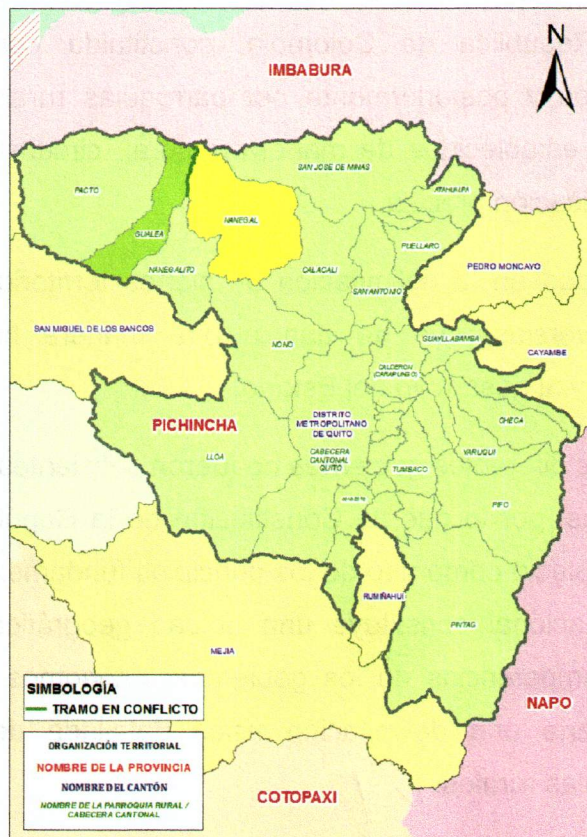 IMBABURA
N
SAN JOSE DE MINAS
PACTO
ATAHUALPA
GUALEA
NANEGAL
PUELLARO
NANEGALITO
CALACALI
PEDRO MONCAYO
SAN ANTONIO
SAN MIGUEL DE LOS BANCOS
NONO
GUAYLLABAMBA
CAYAMBE
CALDERON
(CARAPUNGO)
PICHINCHA
DISTRITO
METROPOLITANO
DE QUITO
CHECA
LLOA
CABECERA
CANTONAL
QUITO
YARUQUI
TUMBACO
PIFO
RUMIÑAHUI
PINTAG
MEJIA
SIMBOLOGÍA
TRAMO EN CONFLICTO
NAPO
ORGANIZACIÓN TERRITORIAL
NOMBRE DE LA PROVINCIA
NOMBRE DEL CANTÓN
NOMBRE DE LA PARROQUIA RURAL /
CABECERA CANTONAL
COTOPAXI